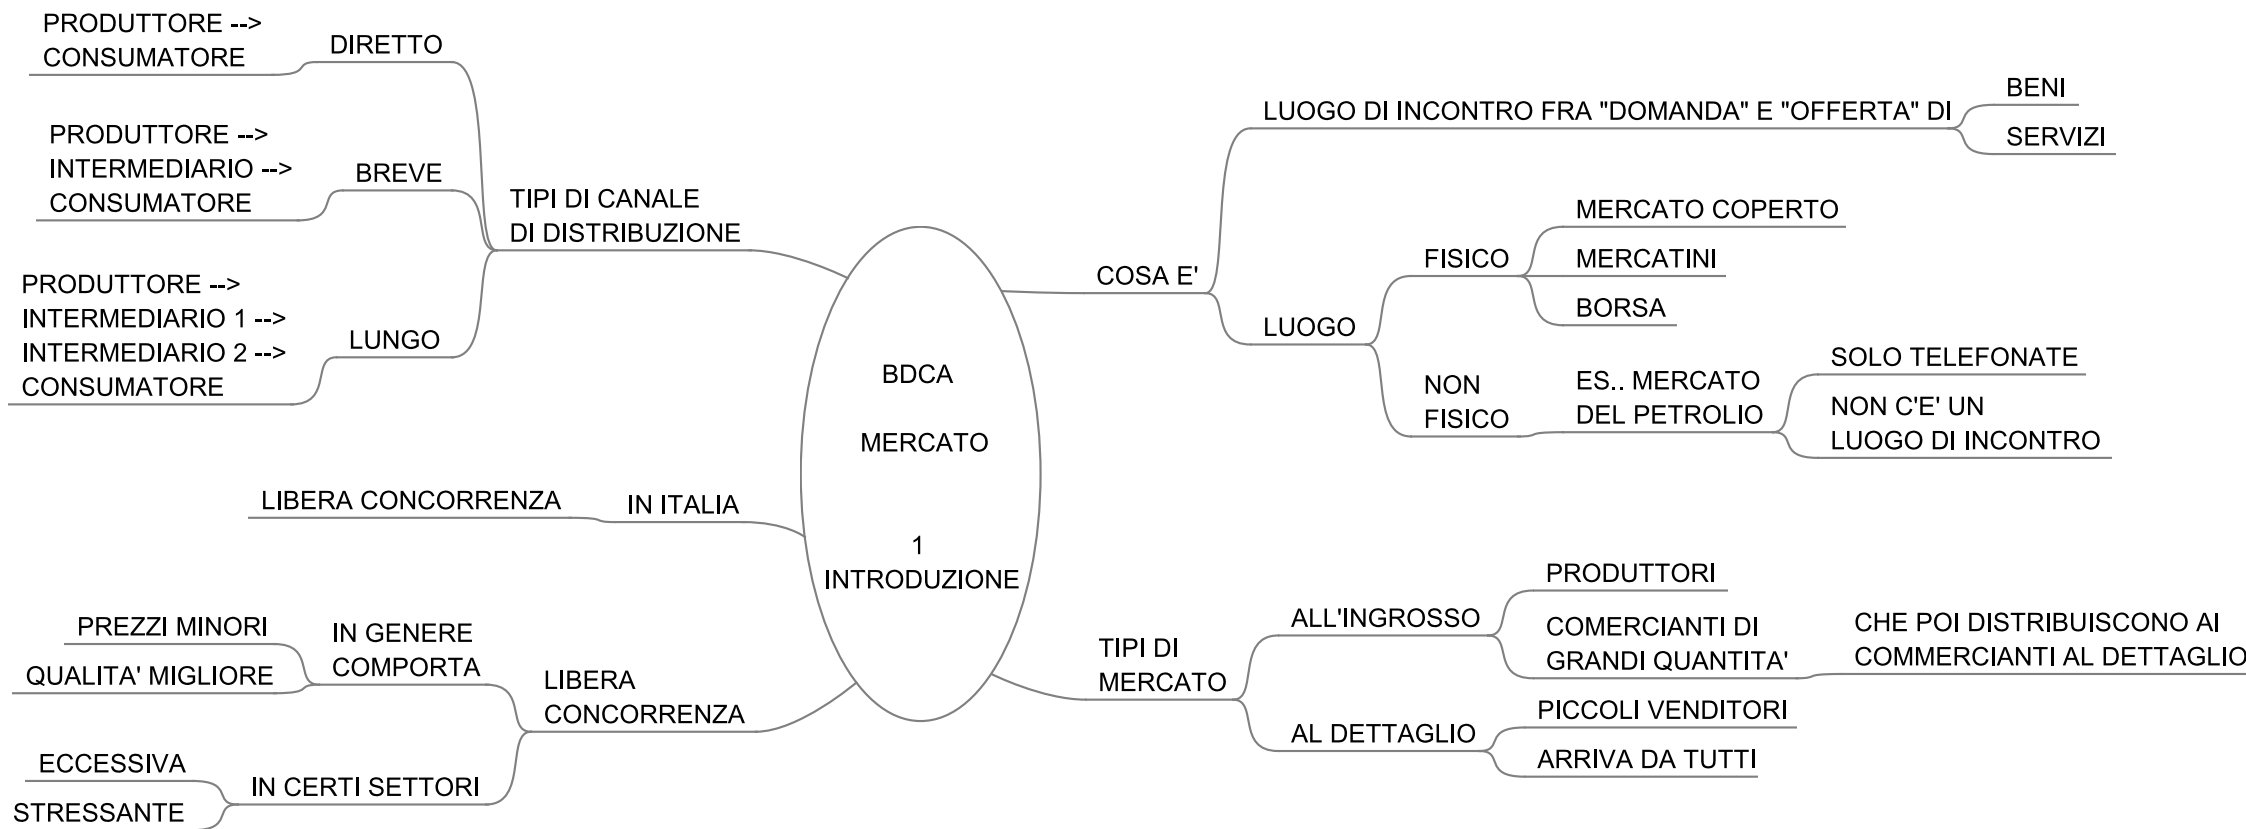 PRODUTTORE -->
CONSUMATORE
DIRETTO
PRODUTTORE -->
INTERMEDIARIO -->
CONSUMATORE
BREVE
PRODUTTORE -->
INTERMEDIARIO 1 -->
INTERMEDIARIO 2 -->
CONSUMATORE
LUNGO
TIPI DI CANALE
DI DISTRIBUZIONE
LIBERA CONCORRENZA
IN ITALIA
PREZZI MINORI
QUALITA' MIGLIORE
IN GENERE
COMPORTA
ECCESSIVA
STRESSANTE
IN CERTI SETTORI
LIBERA
CONCORRENZA
BDCA
MERCATO
1
INTRODUZIONE
COSA E'
LUOGO DI INCONTRO FRA "DOMANDA" E "OFFERTA" DI
BENI
SERVIZI
LUOGO
FISICO
MERCATO COPERTO
MERCATINI
BORSA
NON
FISICO
ES.. MERCATO
DEL PETROLIO
SOLO TELEFONATE
NON C'E' UN
LUOGO DI INCONTRO
TIPI DI
MERCATO
ALL'INGROSSO
PRODUTTORI
COMERCIANTI DI
GRANDI QUANTITA'
CHE POI DISTRIBUISCONO AI
COMMERCIANTI AL DETTAGLIO
AL DETTAGLIO
PICCOLI VENDITORI
ARRIVA DA TUTTI